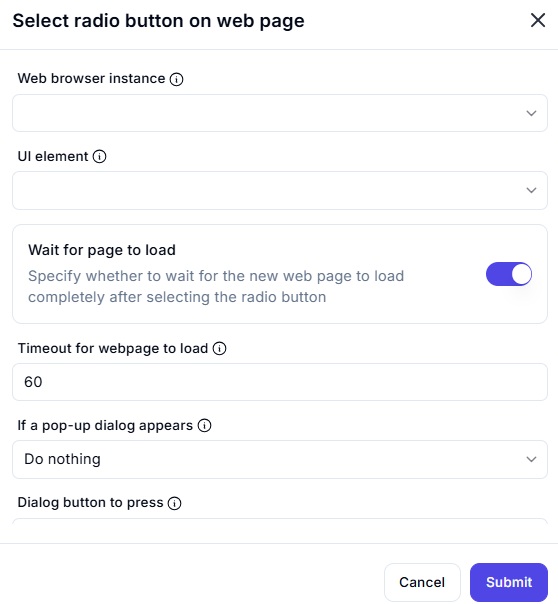 Select radio button on web page
Web browser instance
UI element
Wait for page to load
Specify whether to wait for the new web page to load
completely after selecting the radio button
Timeout for webpage to load
60
If a pop-up dialog appears
Do nothing
Dialog button to press
Cancel
Submit